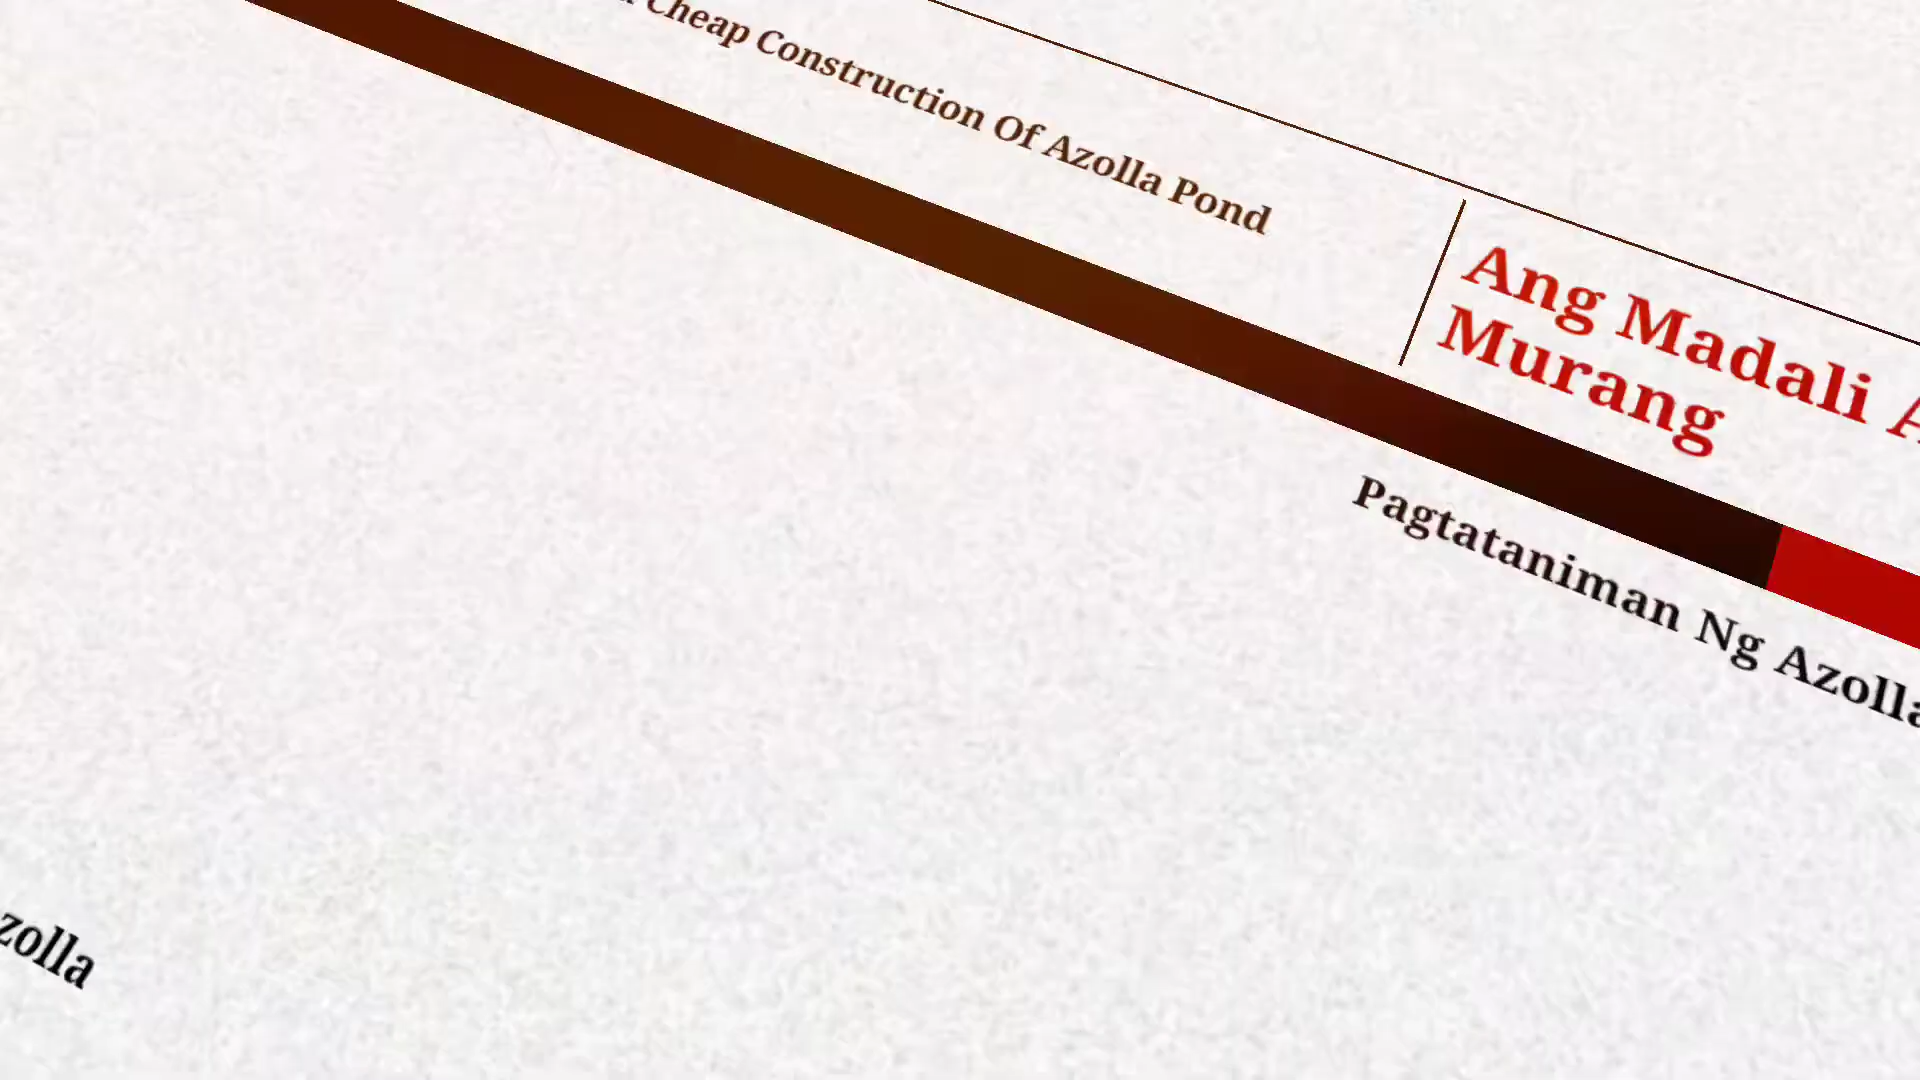 Cheap Construction Of Azolla Pond
Ang Madali
Murang
Pagtataniman Ng Azolla
zolla